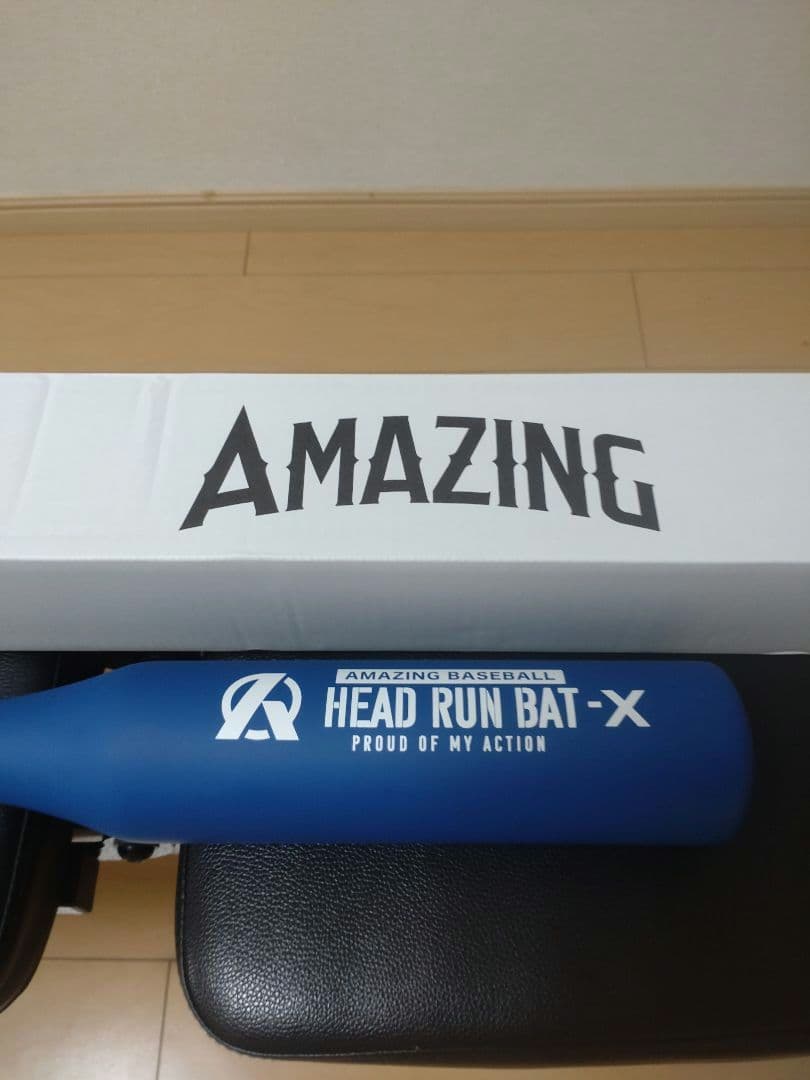 AMAZING
AMAZING BASEBALL
HEAD RUN BAT -X
PROUD OF MY ACTION